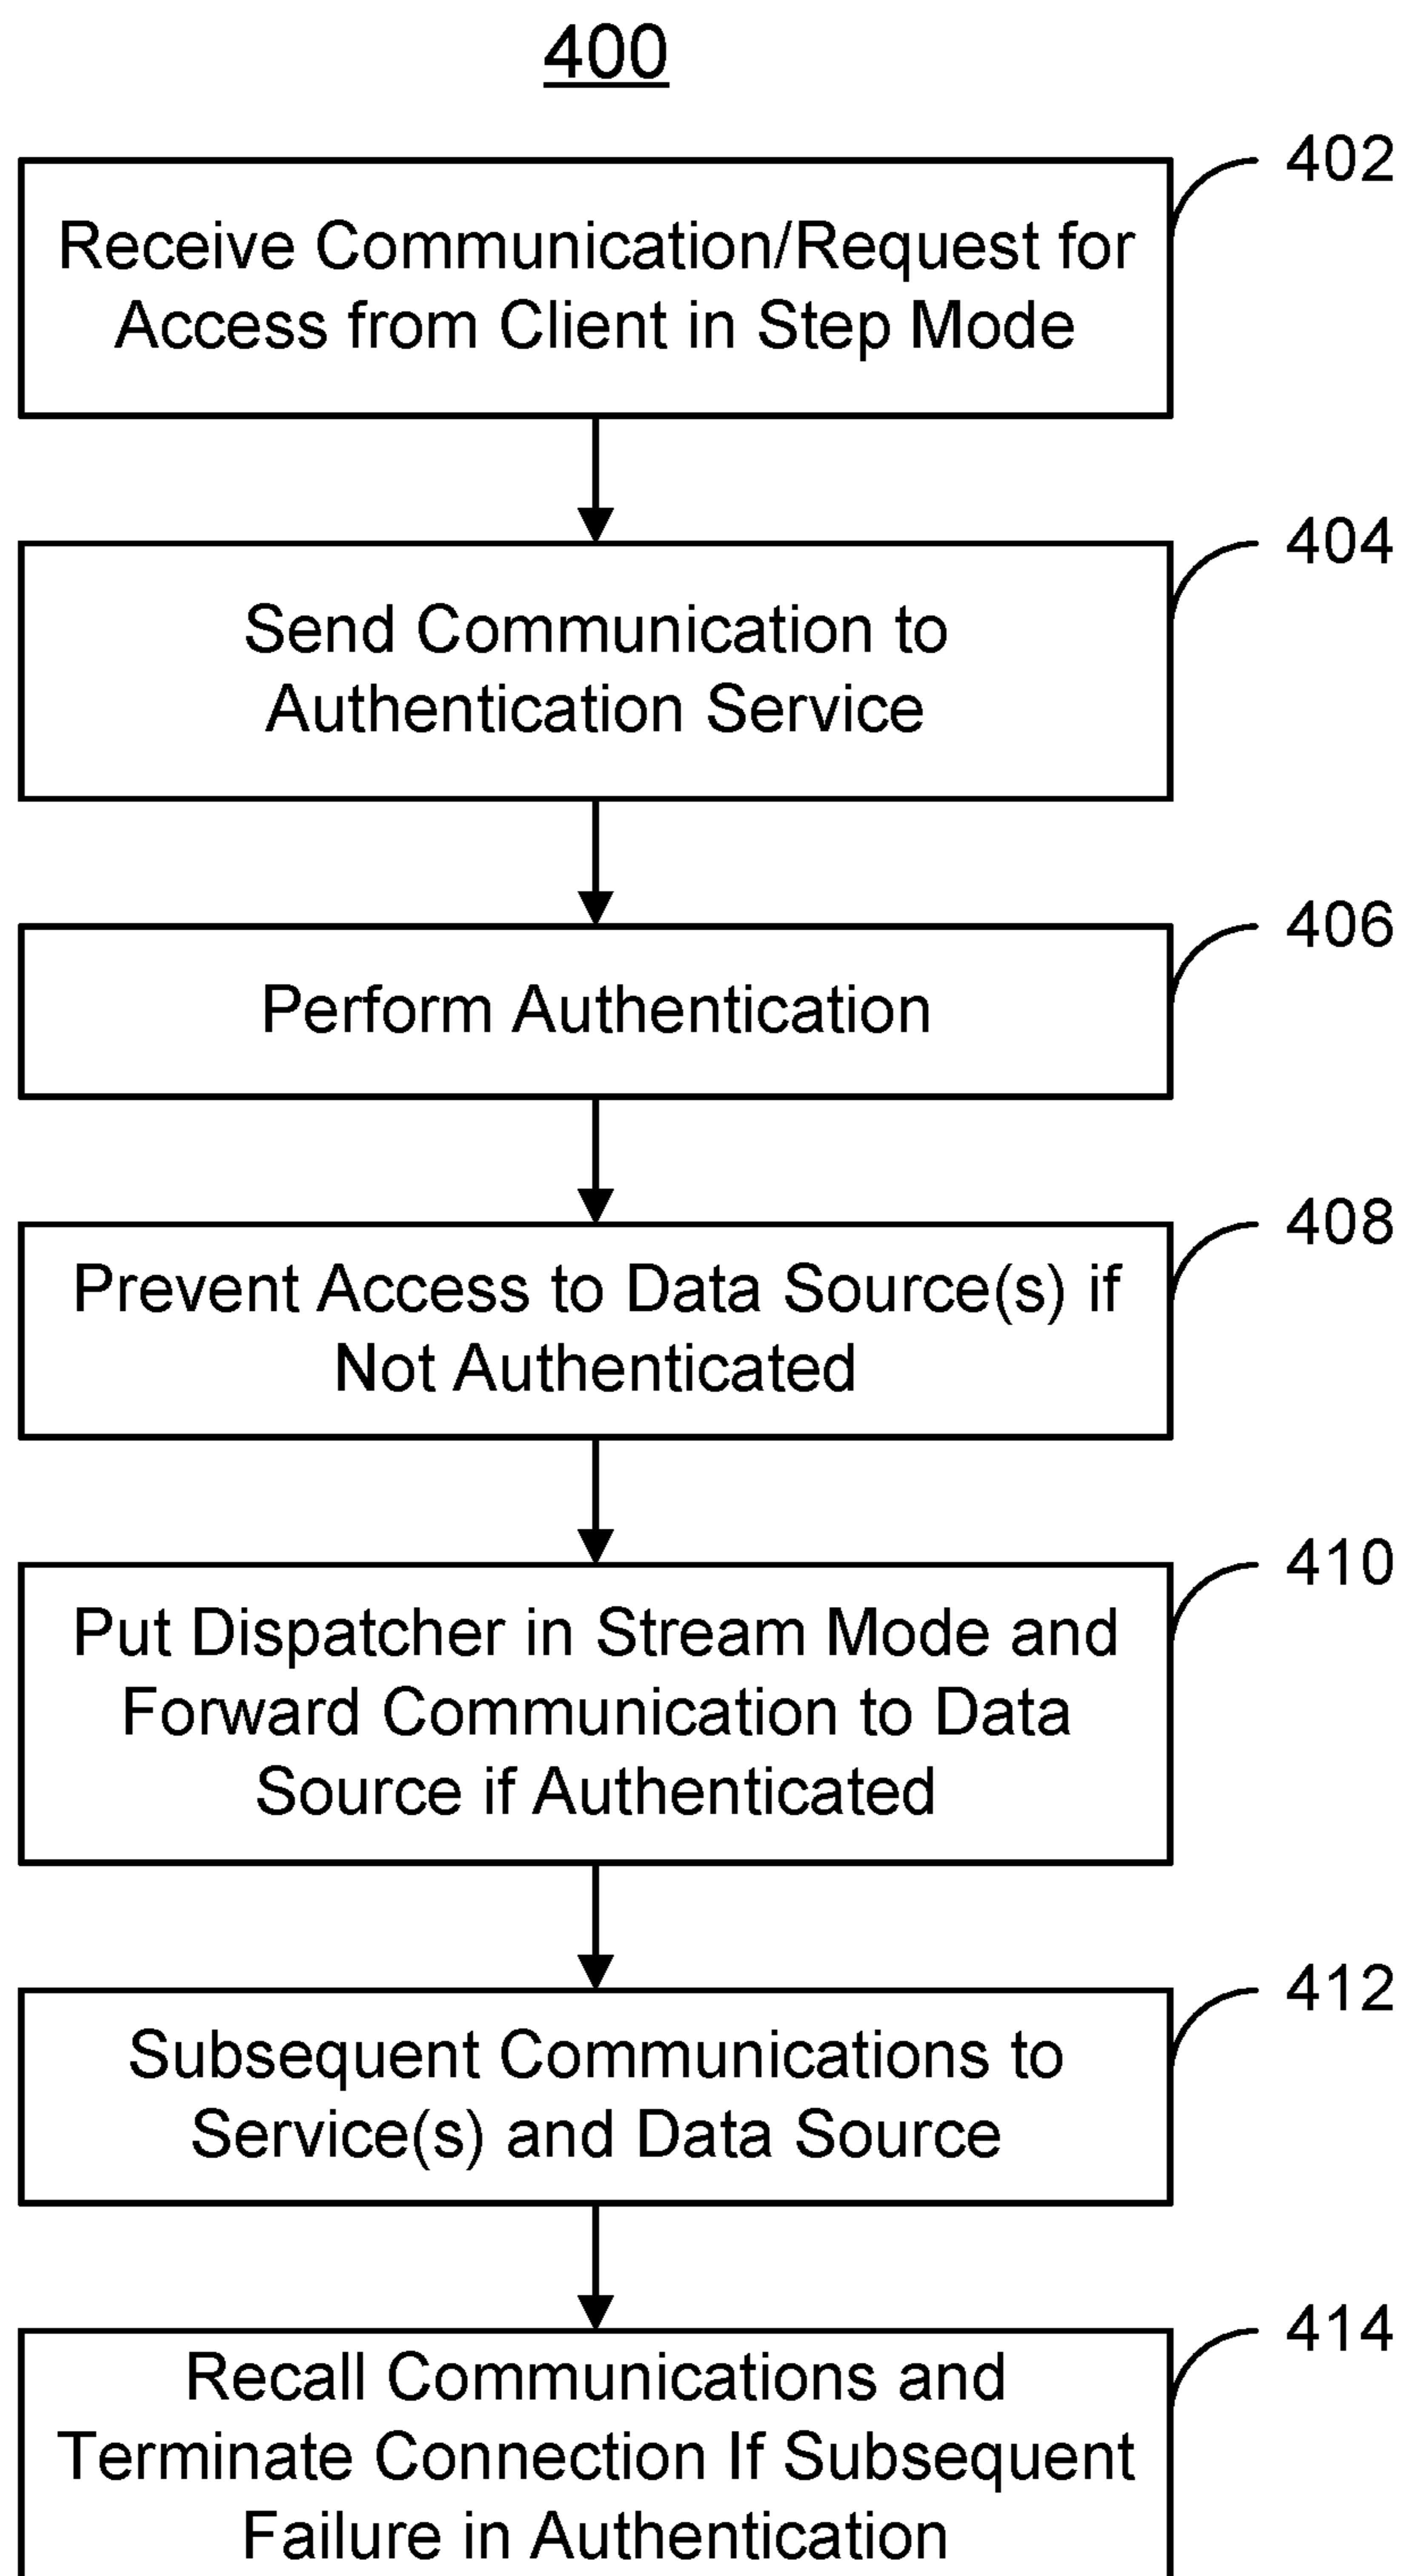 400
402
Receive Communication/Request for
Access from Client in Step Mode
404
Send Communication to
Authentication Service
406
Perform Authentication
408
Prevent Access to Data Source(s) if
Not Authenticated
410
Put Dispatcher in Stream Mode and
Forward Communication to Data
Source if Authenticated
412
Subsequent Communications to
Service(s) and Data Source
414
Recall Communications and
Terminate Connection If Subsequent
Failure in Authentication